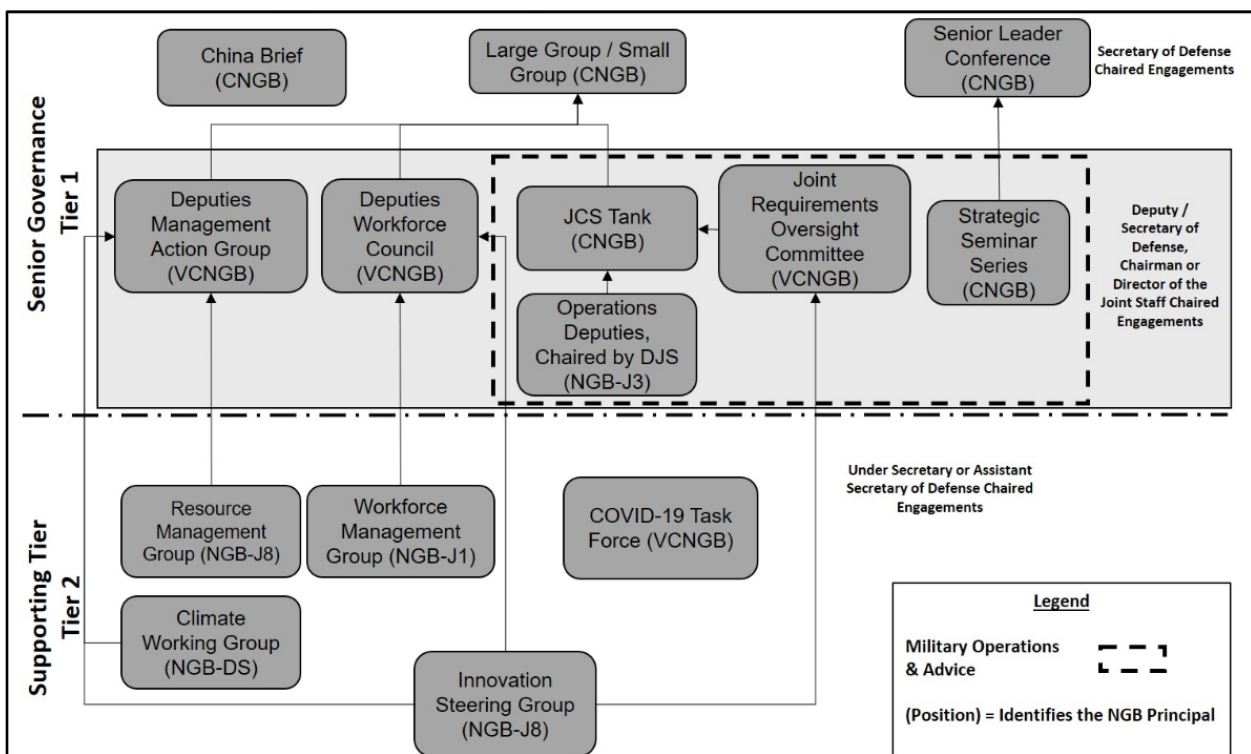 China Brief
(CNGB)
Large Group / Small
Group (CNGB)
Senior Leader
Conference
(CNGB)
Secretary of Defense
Chaired Engagements
Senior Governance
Tier 1
Deputies
Management
Action Group
(VCNGB)
Deputies
Workforce
Council
(VCNGB)
JCS Tank
(CNGB)
Joint
Requirements
Oversight
Committee
(VCNGB)
Strategic
Seminar
Series
(CNGB)
Deputy /
Secretary of
Defense,
Chairman or
Director of the
Joint Staff Chaired
Engagements
Operations
Deputies,
Chaired by DJS
(NGB-J3)
Supporting Tier
Tier 2
Resource
Management
Group (NGB-J8)
Workforce
Management
Group (NGB-J1)
COVID-19 Task
Force (VCNGB)
Under Secretary or Assistant
Secretary of Defense Chaired
Engagements
Climate
Working Group
(NGB-DS)
Innovation
Steering Group
(NGB-J8)
Legend
Military Operations
& Advice
(Position) = Identifies the NGB Principal